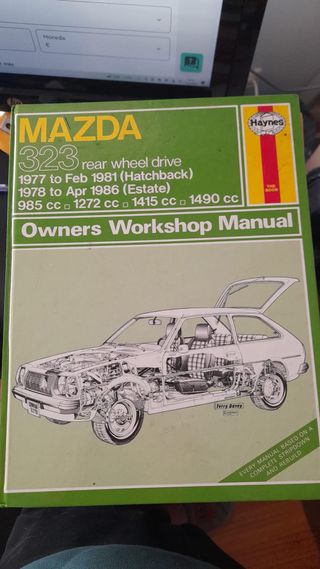 Moneda
€
MAZDA
Haynes
323 rear wheel drive
1977 to Feb 1981 (Hatchback)
1978 to Apr 1986 (Estate)
THE
BOOK
985 cc □ 1272 cc □ 1415 cc □ 1490 cc
Owners Workshop Manual
Terry Davey
EVERY MANUAL BASED ON A
COMPLETE STRIPDOWN
AND REBUILD